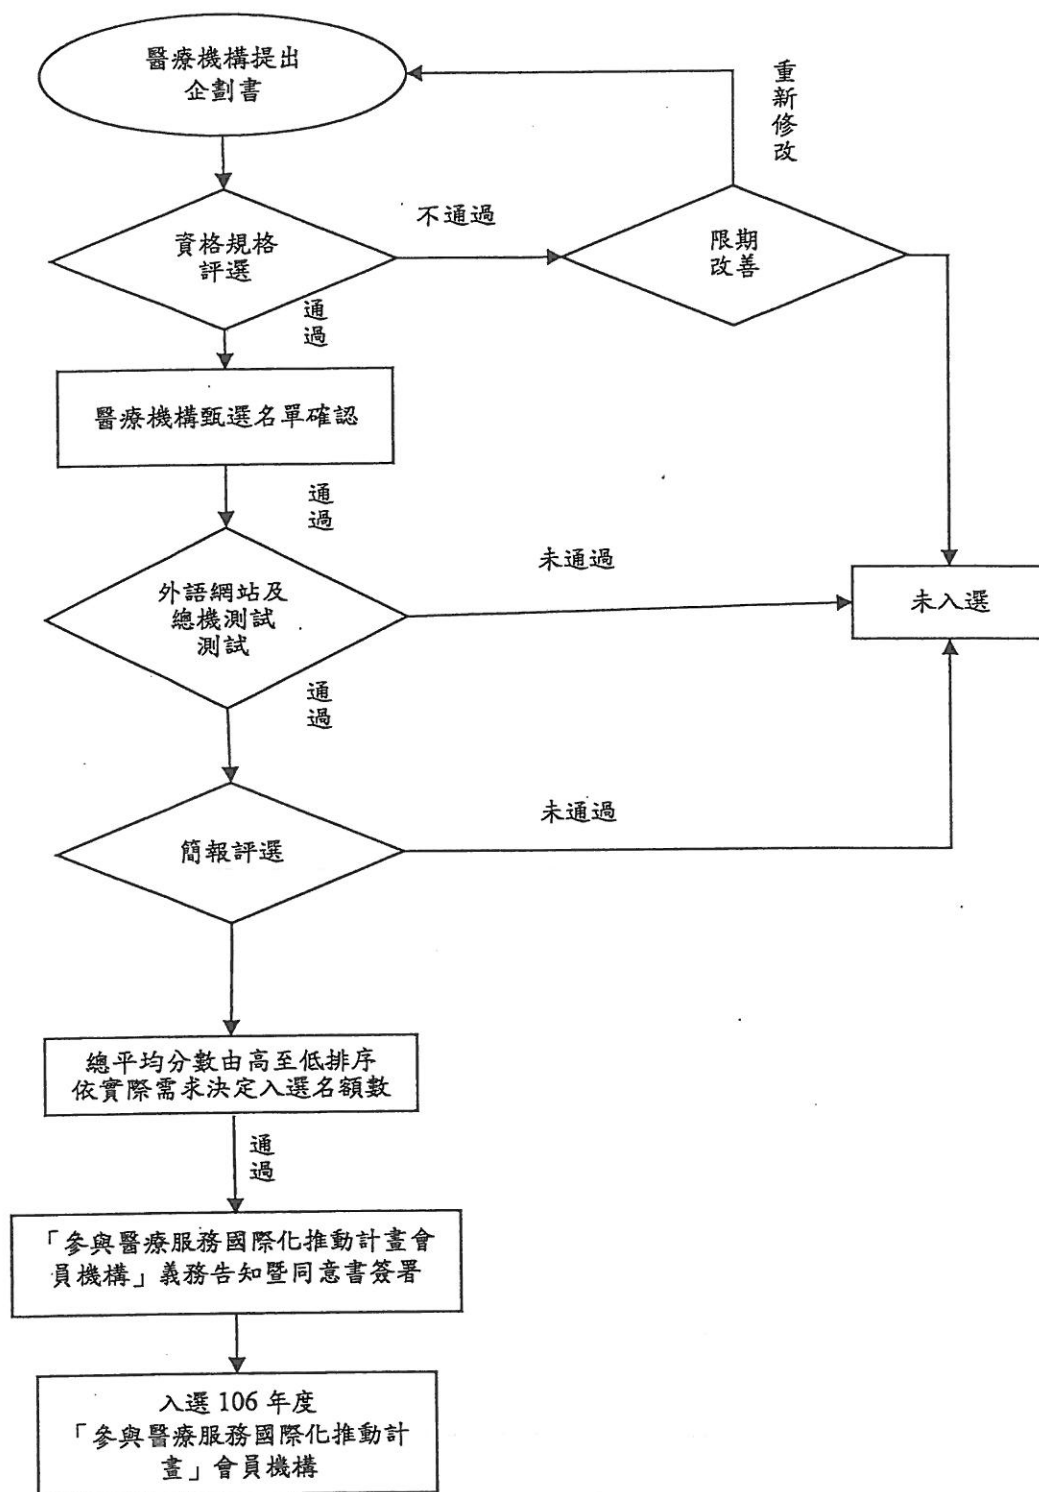 醫療機構提出
企劃書
重新修改
資格規格
評選
不通過
限期
改善
通過
醫療機構甄選名單確認
通過
外語網站及
總機測試
測試
未通過
未入選
通過
簡報評選
未通過
總平均分數由高至低排序
依實際需求決定入選名額數
通過
「參與醫療服務國際化推動計畫會
員機構」義務告知暨同意書簽署
入選 106 年度
「參與醫療服務國際化推動計
畫」會員機構